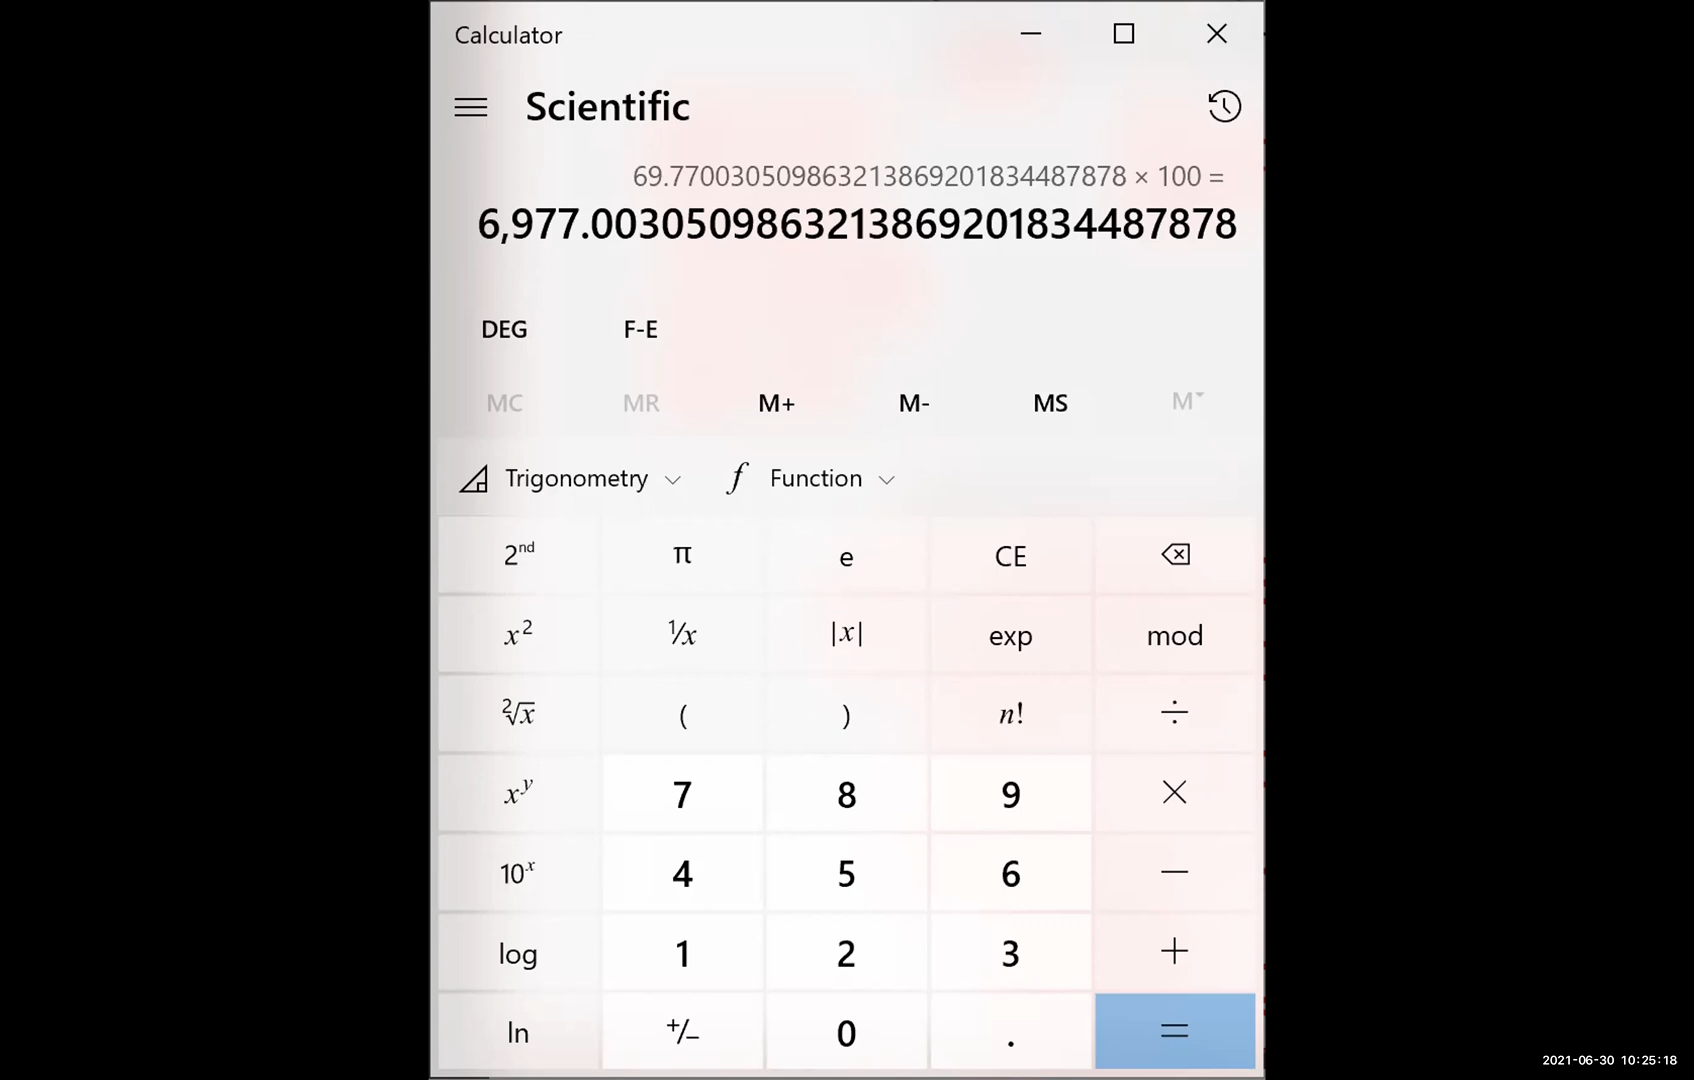 Calculator
Scientific
69.770030509863213869201834487878 × 100 =
6,977.0030509863213869201834487878
DEG F-E
MC MR M+ M- MS M˅
Trigonometry f Function
2ⁿᵈ π e CE
x² ¹⁄x |x| exp mod
²√x ( ) n! ÷
xʸ 7 8 9 ×
10ˣ 4 5 6 −
log 1 2 3 +
ln +/− 0 . =
2021-06-30 10:25:18